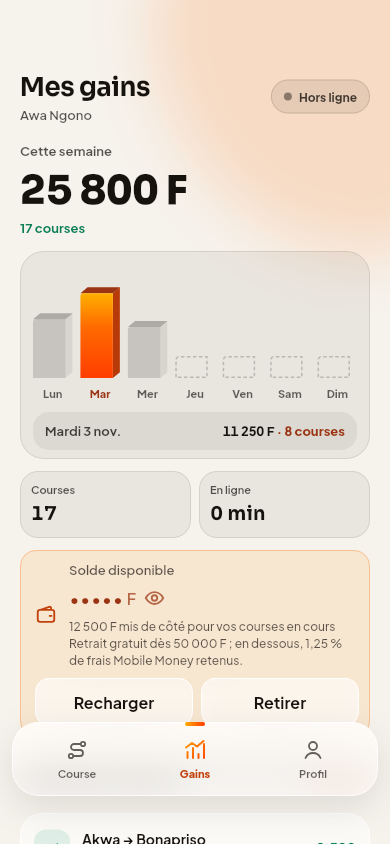 Mes gains
Awa Ngono
Hors ligne
Cette semaine
25 800 F
17 courses
Lun Mar Mer Jeu Ven Sam Dim
Mardi 3 nov. 11 250 F · 8 courses
Courses En ligne
17 0 min
Solde disponible
••••• F
12 500 F mis de côté pour vos courses en cours
Retrait gratuit dès 50 000 F ; en dessous, 1,25 %
de frais Mobile Money retenus.
Recharger Retirer
Course Gains Profil
Akwa → Bonapriso